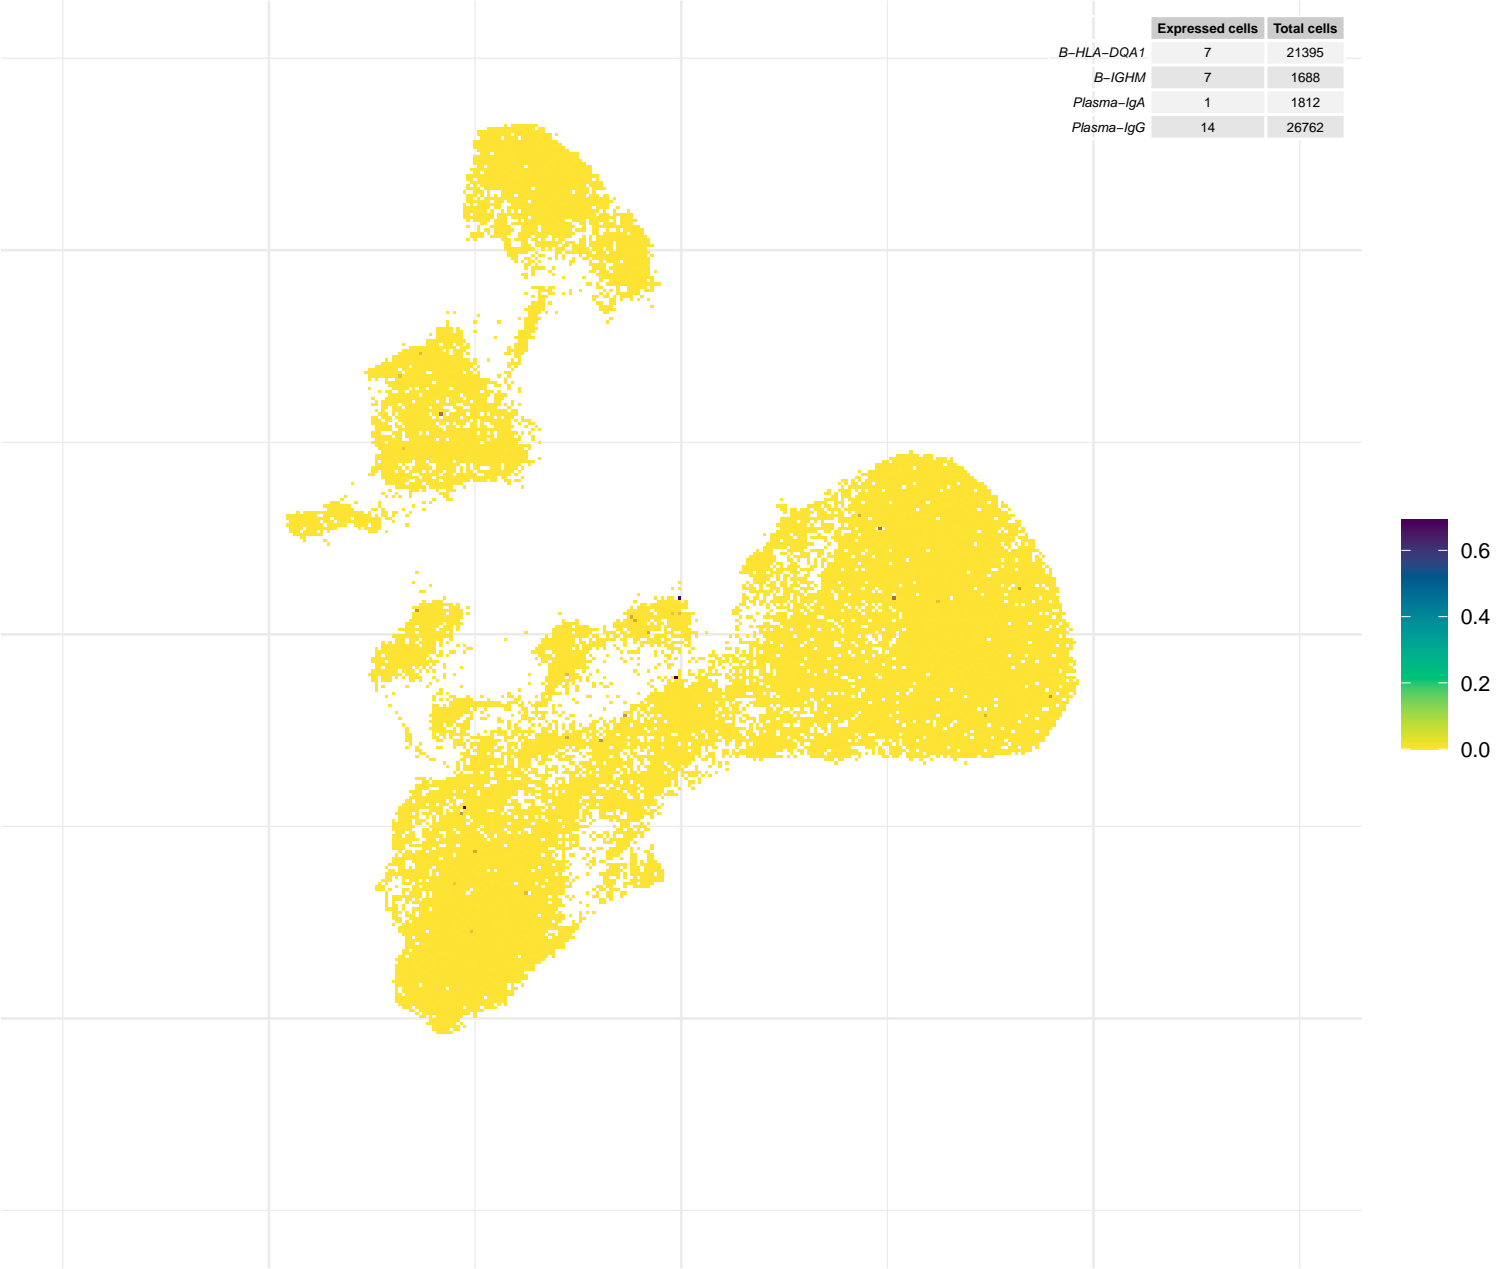 Expressed cells Total cells
B−HLA−DQA1 7 21395
B−IGHM 7 1688
Plasma−IgA 1 1812
Plasma−IgG 14 26762
0.6
0.4
0.2
0.0